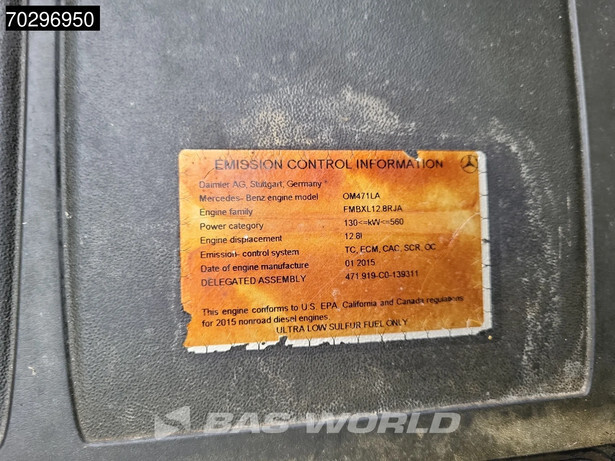 70296950
EMISSION CONTROL INFORMATION
Daimler AG, Stuttgart, Germany *
Mercedes- Benz engine model OM471LA
Engine family FMBXL12.8RJA
Power category 130<=kW<=560
Engine displacement 12.8l
Emission- control system TC, ECM, CAC, SCR, OC
Date of engine manufacture 01 2015
DELEGATED ASSEMBLY 471.919-C0-139311
This engine conforms to U.S. EPA, California and Canada regulations
for 2015 nonroad diesel engines.
ULTRA LOW SULFUR FUEL ONLY
BAS WORLD